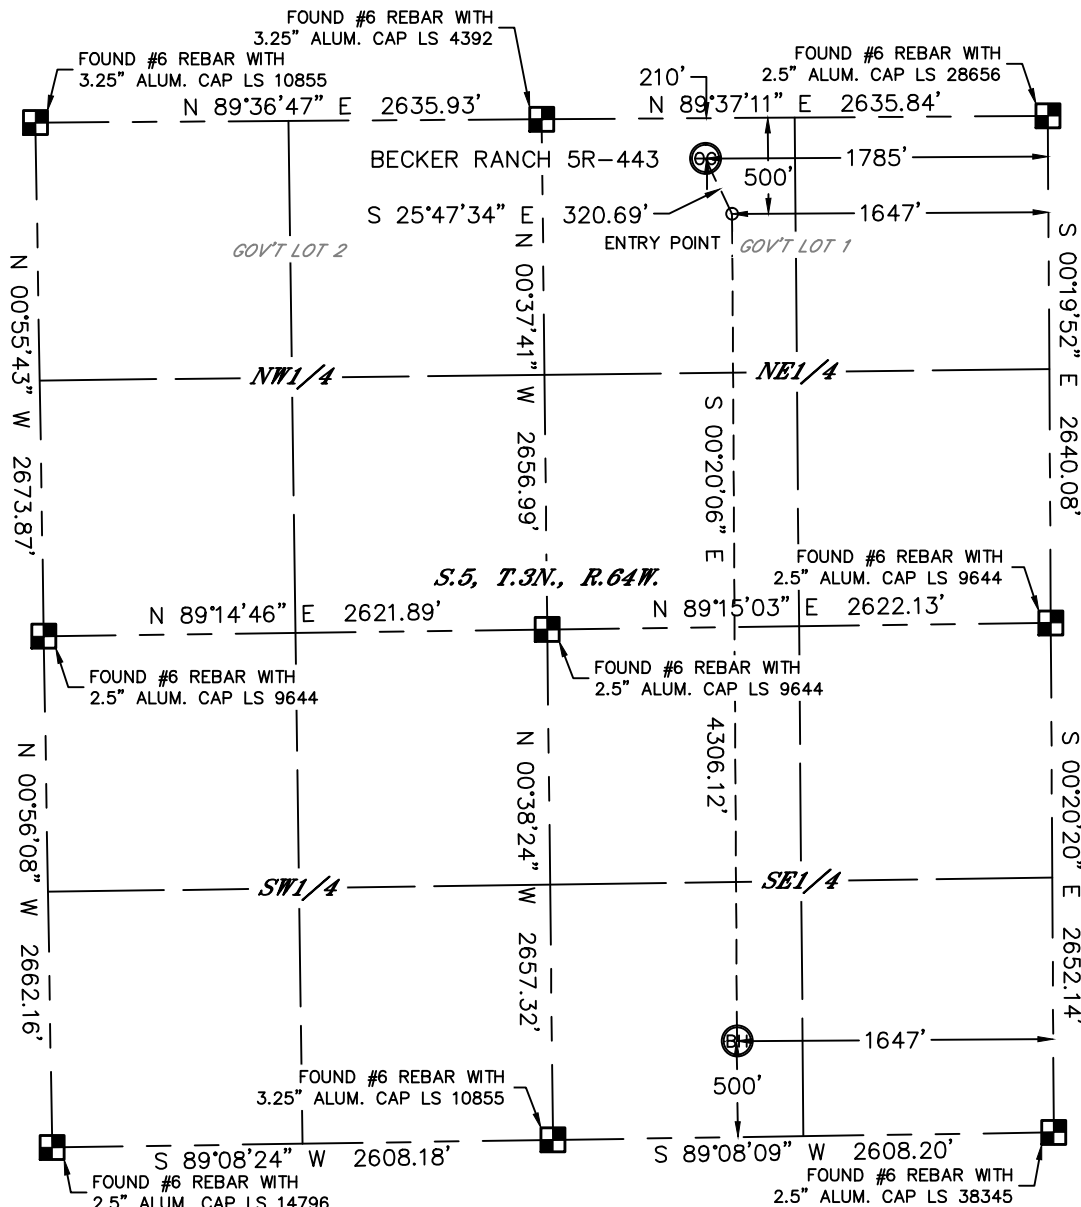 FOUND #6 REBAR WITH
3.25” ALUM. CAP LS 4392
FOUND #6 REBAR WITH
3.25” ALUM. CAP LS 10855
FOUND #6 REBAR WITH
2.5” ALUM. CAP LS 28656
210'
N 89°36'47” E 2635.93'
N 89°37'11” E 2635.84'
BECKER RANCH 5R-443
1785'
500'
S 25°47'34” E 320.69'
1647'
ENTRY POINT
GOV'T LOT 2
GOV'T LOT 1
N 00°55'43” W 2673.87'
N 00°37'41” W 2656.99'
S 00°20'06” E 4306.12'
S 00°19'52” E 2640.08'
NW1/4
NE1/4
S.5, T.3N., R.64W.
FOUND #6 REBAR WITH
2.5” ALUM. CAP LS 9644
N 89°14'46” E 2621.89'
N 89°15'03” E 2622.13'
FOUND #6 REBAR WITH
2.5” ALUM. CAP LS 9644
FOUND #6 REBAR WITH
2.5” ALUM. CAP LS 9644
N 00°56'08” W 2662.16'
N 00°38'24” W 2657.32'
S 00°20'20” E 2652.14'
SW1/4
SE1/4
BH
1647'
500'
FOUND #6 REBAR WITH
3.25” ALUM. CAP LS 10855
S 89°08'24” W 2608.18'
S 89°08'09” W 2608.20'
FOUND #6 REBAR WITH
2.5” ALUM. CAP LS 14796
FOUND #6 REBAR WITH
2.5” ALUM. CAP LS 38345